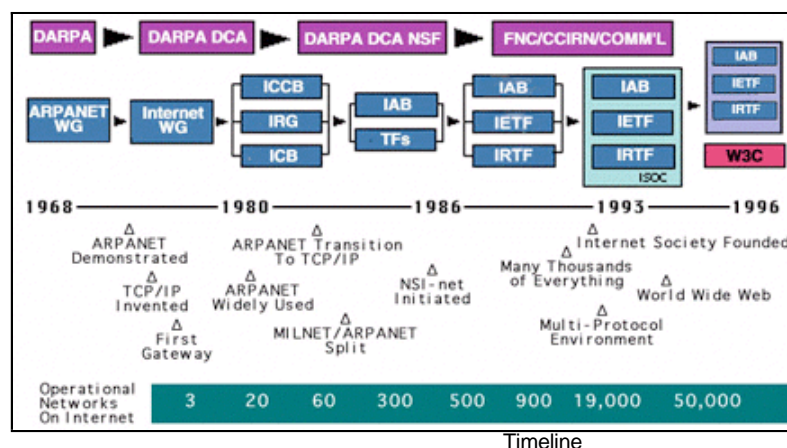 DARPA DARPA DCA DARPA DCA NSF FNC/CCIRN/COMM'L
IAB
IETF
IRTF
ARPANET
WG
Internet
WG
ICCB
IRG
ICB
IAB
TFs
IAB
IETF
IRTF
IAB
IETF
IRTF
ISOC
W3C
1968 1980 1986 1993 1996
ARPANET
Demonstrated
ARPANET Transition
To TCP/IP
Internet Society Founded
TCP/IP
Invented
ARPANET
Widely Used
NSI-net
Initiated
Many Thousands
of Everything
World Wide Web
First
Gateway
MILNET/ARPANET
Split
Multi-Protocol
Environment
Operational
Networks
On Internet
3 20 60 300 500 900 19,000 50,000
Timeline